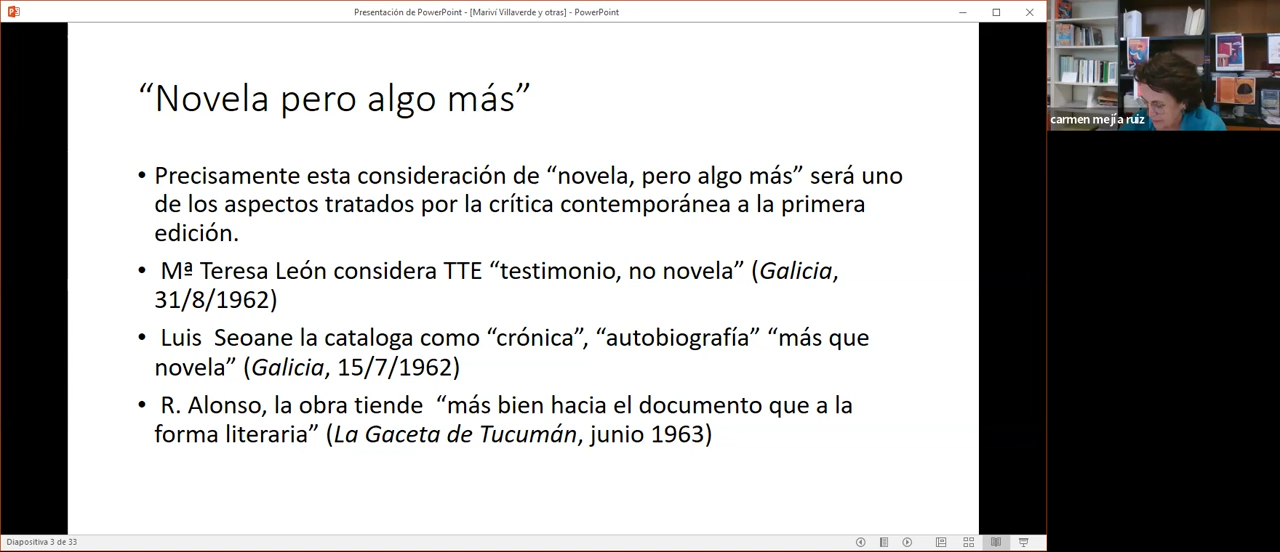 Presentación de PowerPoint - [Mariví Villaverde y otras] - PowerPoint
“Novela pero algo más”
• Precisamente esta consideración de “novela, pero algo más” será uno
de los aspectos tratados por la crítica contemporánea a la primera
edición.
• Mª Teresa León considera TTE “testimonio, no novela” (Galicia,
31/8/1962)
• Luis Seoane la cataloga como “crónica”, “autobiografía” “más que
novela” (Galicia, 15/7/1962)
• R. Alonso, la obra tiende “más bien hacia el documento que a la
forma literaria” (La Gaceta de Tucumán, junio 1963)
carmen mejía ruiz
Diapositiva 3 de 33